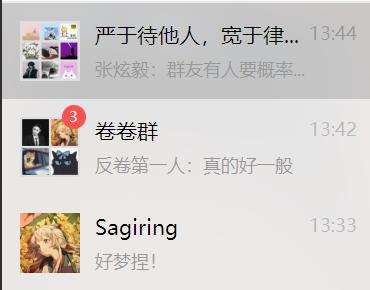 严于待他人，宽于律... 13:44
张炫毅：群友有人要概率...
3
卷卷群 13:42
反卷第一人：真的好一般
Sagiring 13:33
好梦捏！